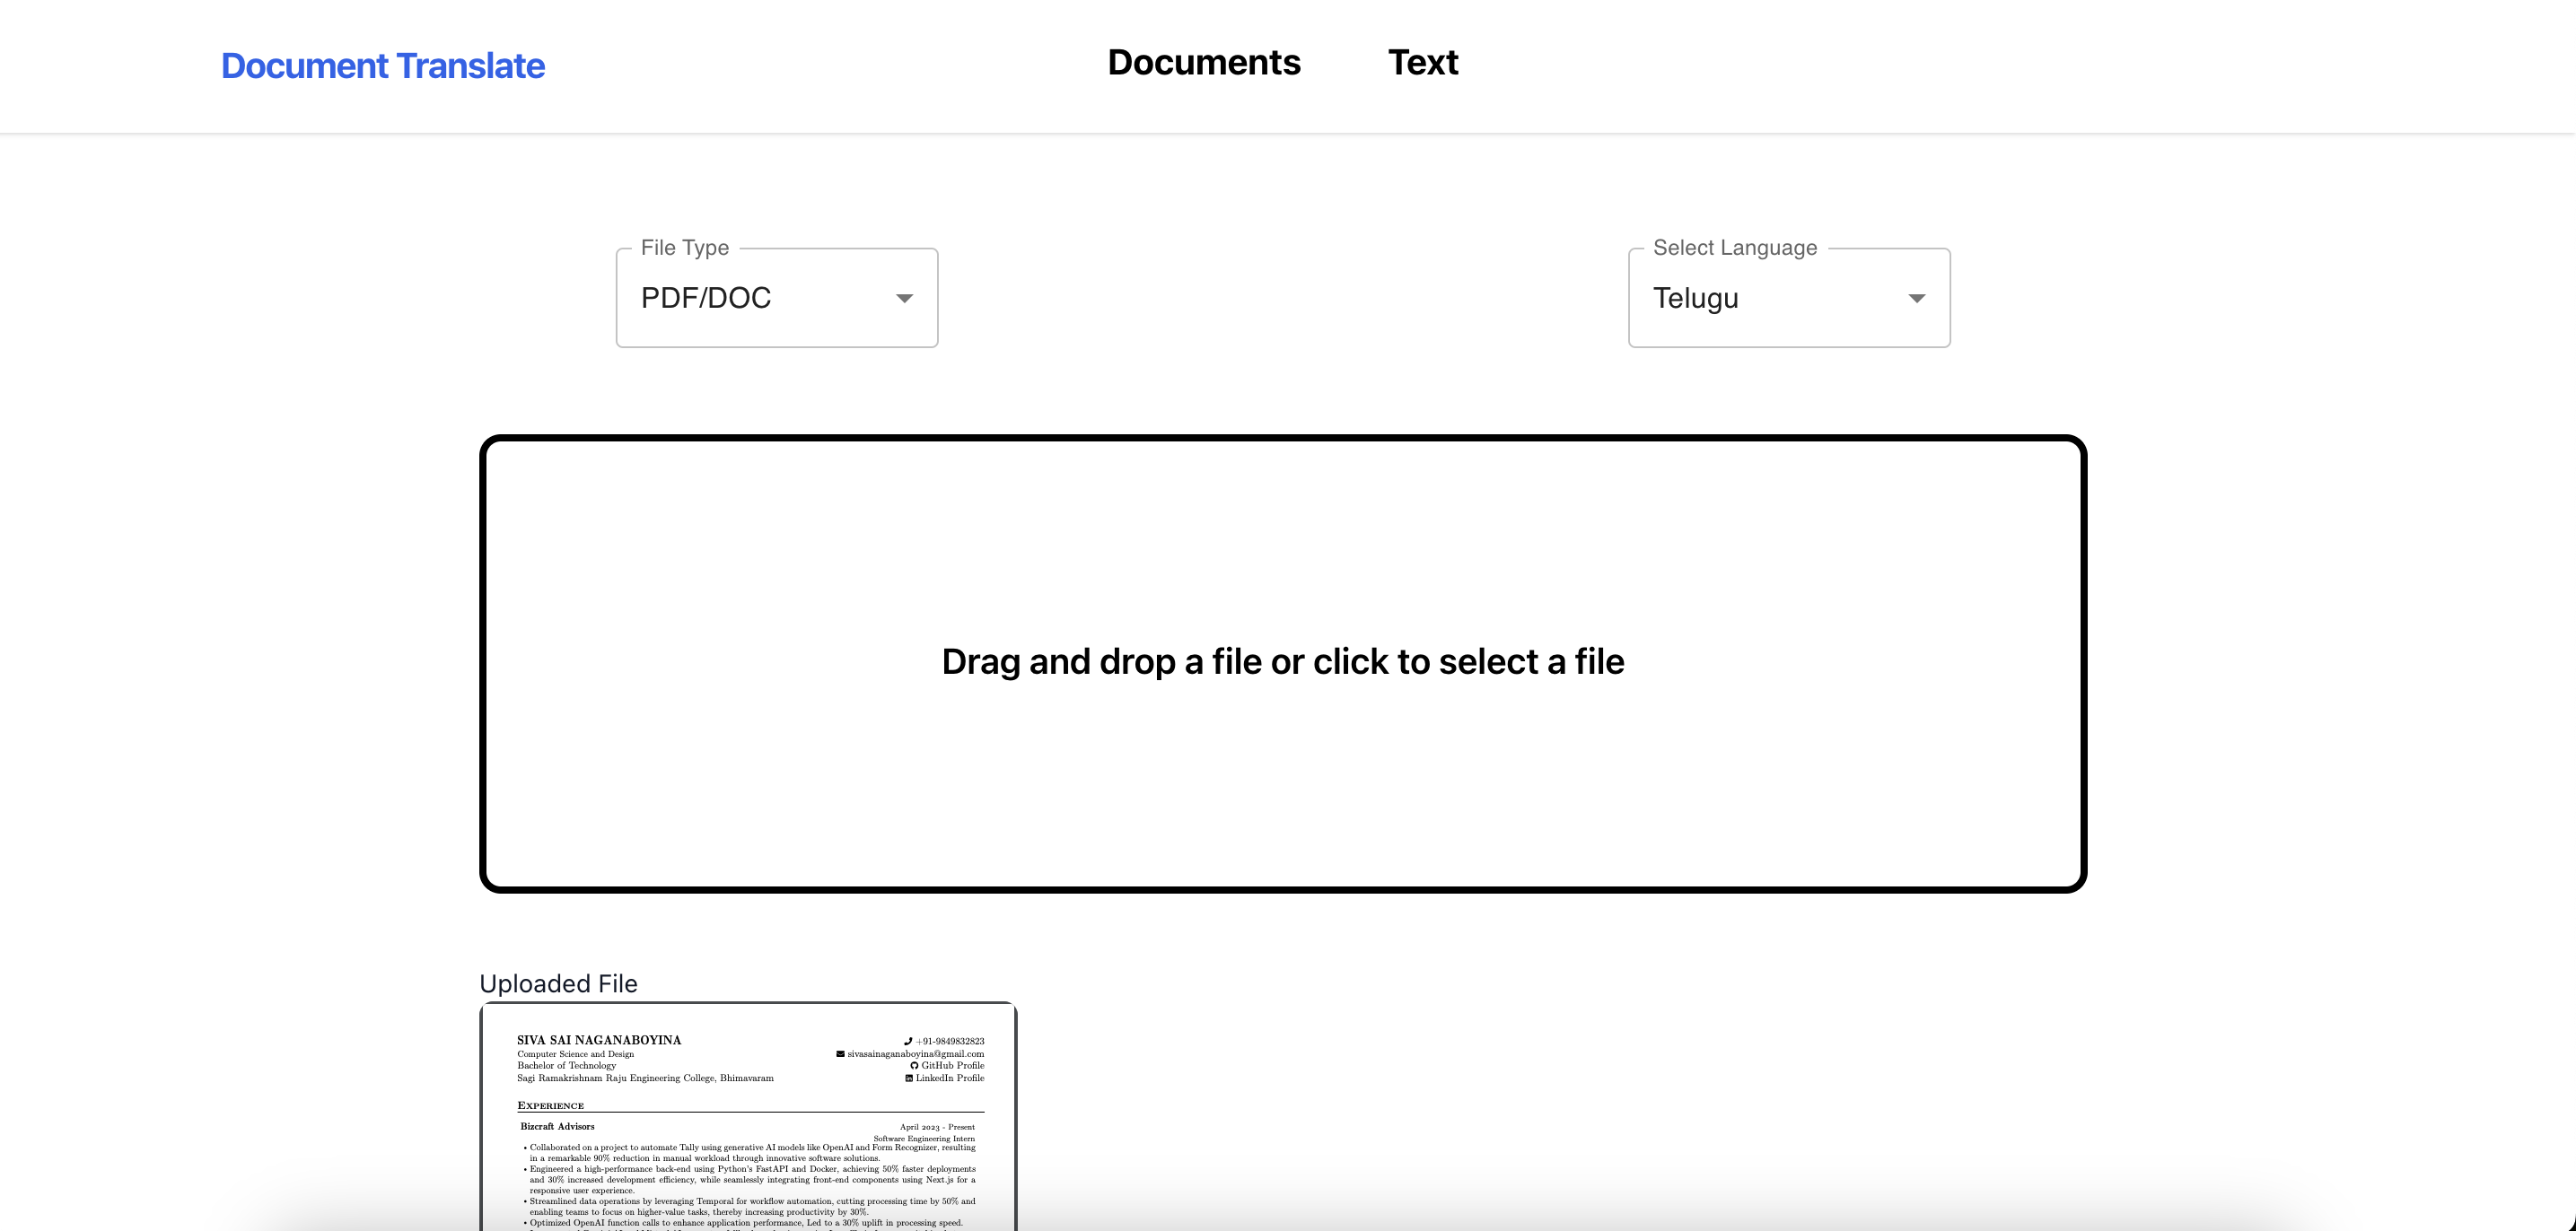 Document Translate
Documents
Text
File Type
PDF/DOC
Select Language
Telugu
Drag and drop a file or click to select a file
Uploaded File
SIVA SAI NAGANABOYINA
+91-9849832823
Computer Science and Design
sivasainaganaboyina@gmail.com
Bachelor of Technology
GitHub Profile
Sagi Ramakrishnam Raju Engineering College, Bhimavaram
LinkedIn Profile
EXPERIENCE
Bizcraft Advisors
April 2023 - Present
Software Engineering Intern
• Collaborated on a project to automate Tally using generative AI models like OpenAI and Form Recognizer, resulting
in a remarkable 90% reduction in manual workload through innovative software solutions.
• Engineered a high-performance back-end using Python's FastAPI and Docker, achieving 50% faster deployments
and 30% increased development efficiency, while seamlessly integrating front-end components using Next.js for a
responsive user experience.
• Streamlined data operations by leveraging Temporal for workflow automation, cutting processing time by 50% and
enabling teams to focus on higher-value tasks, thereby increasing productivity by 30%.
• Optimized OpenAI function calls to enhance application performance, Led to a 30% uplift in processing speed.